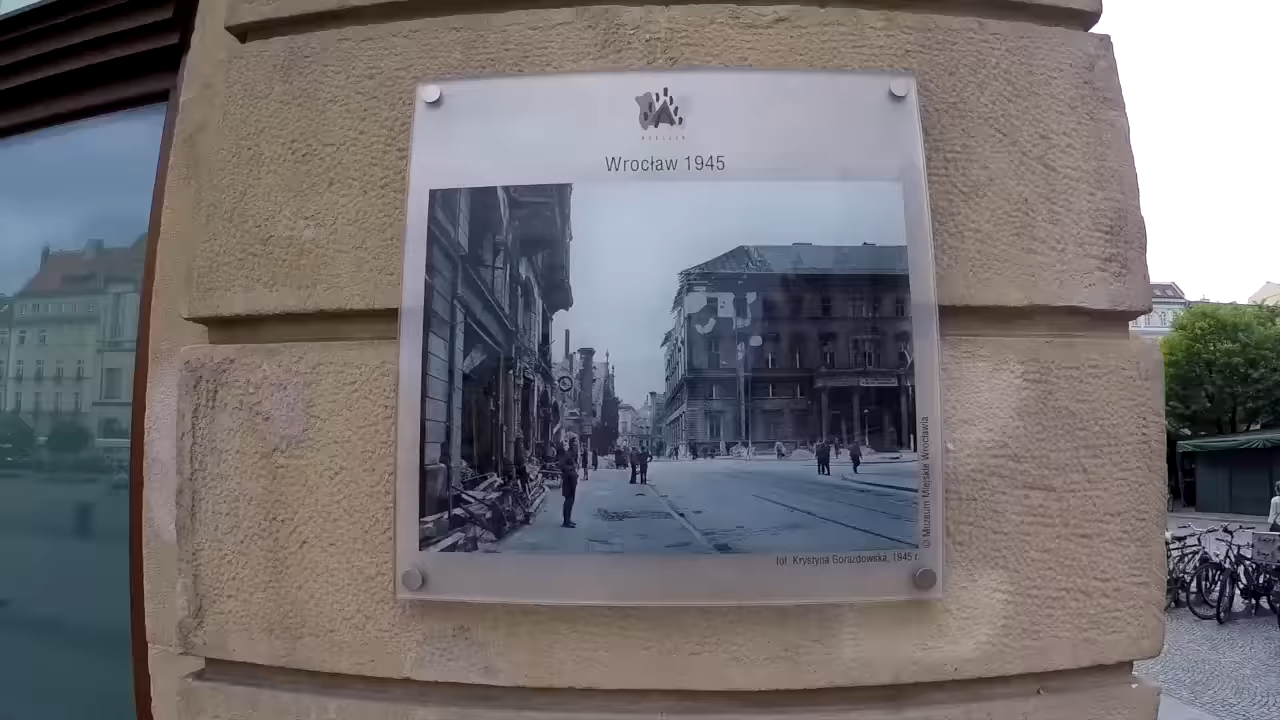 Wrocław 1945
© Muzeum Miejskie Wrocławia
fot. Krystyna Gorazdowska, 1945 r.